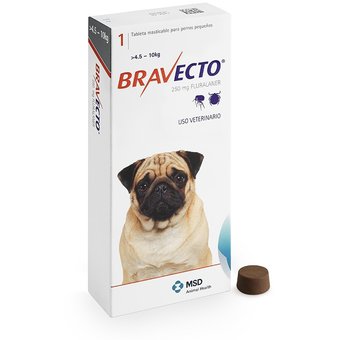 1
Tableta masticable para perros pequeños
>4.5 – 10kg
BRAVECTO®
250 mg FLURALANER
USO VETERINARIO
MSD
Animal Health